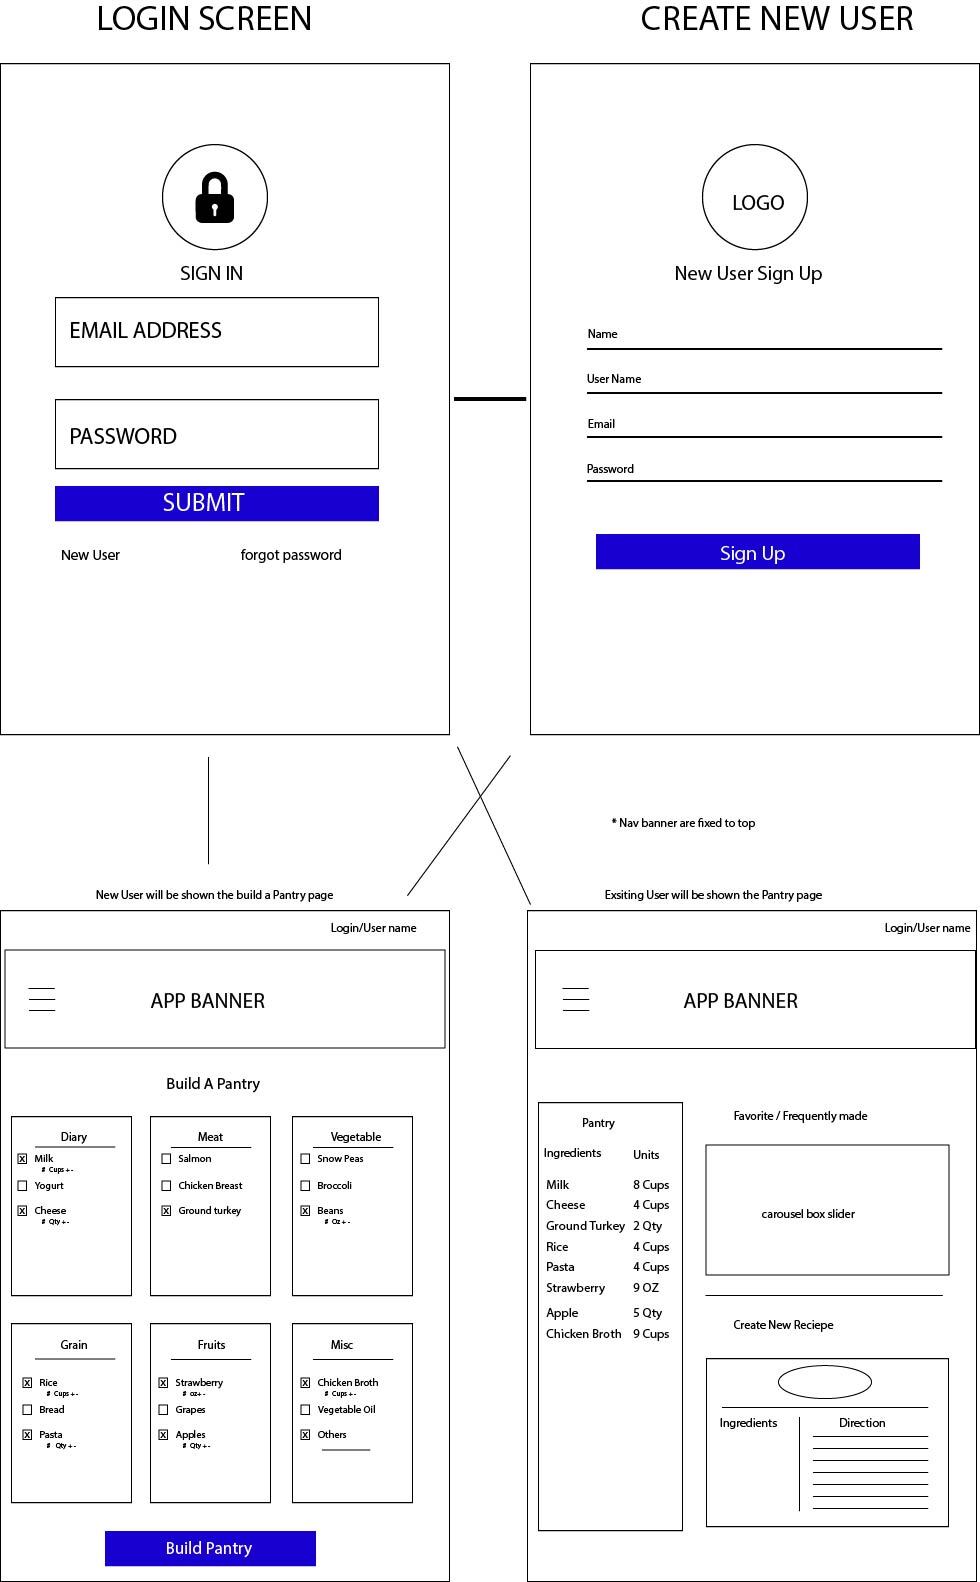 LOGIN SCREEN
CREATE NEW USER
SIGN IN
EMAIL ADDRESS
PASSWORD
SUBMIT
New User
forgot password
LOGO
New User Sign Up
Name
User Name
Email
Password
Sign Up
* Nav banner are fixed to top
New User will be shown the build a Pantry page
Login/User name
APP BANNER
Build A Pantry
Diary
x Milk
# Cups + -
Yogurt
x Cheese
# Qty + -
Meat
Salmon
Chicken Breast
x Ground turkey
Vegetable
Snow Peas
Broccoli
x Beans
# Oz + -
Grain
x Rice
# Cups + -
Bread
x Pasta
# Qty + -
Fruits
x Strawberry
# oz+ -
Grapes
x Apples
# Qty + -
Misc
x Chicken Broth
# Cups + -
Vegetable Oil
x Others
Build Pantry
Exsiting User will be shown the Pantry page
Login/User name
APP BANNER
Pantry
Ingredients Units
Milk 8 Cups
Cheese 4 Cups
Ground Turkey 2 Qty
Rice 4 Cups
Pasta 4 Cups
Strawberry 9 OZ
Apple 5 Qty
Chicken Broth 9 Cups
Favorite / Frequently made
carousel box slider
Create New Reciepe
Ingredients
Direction